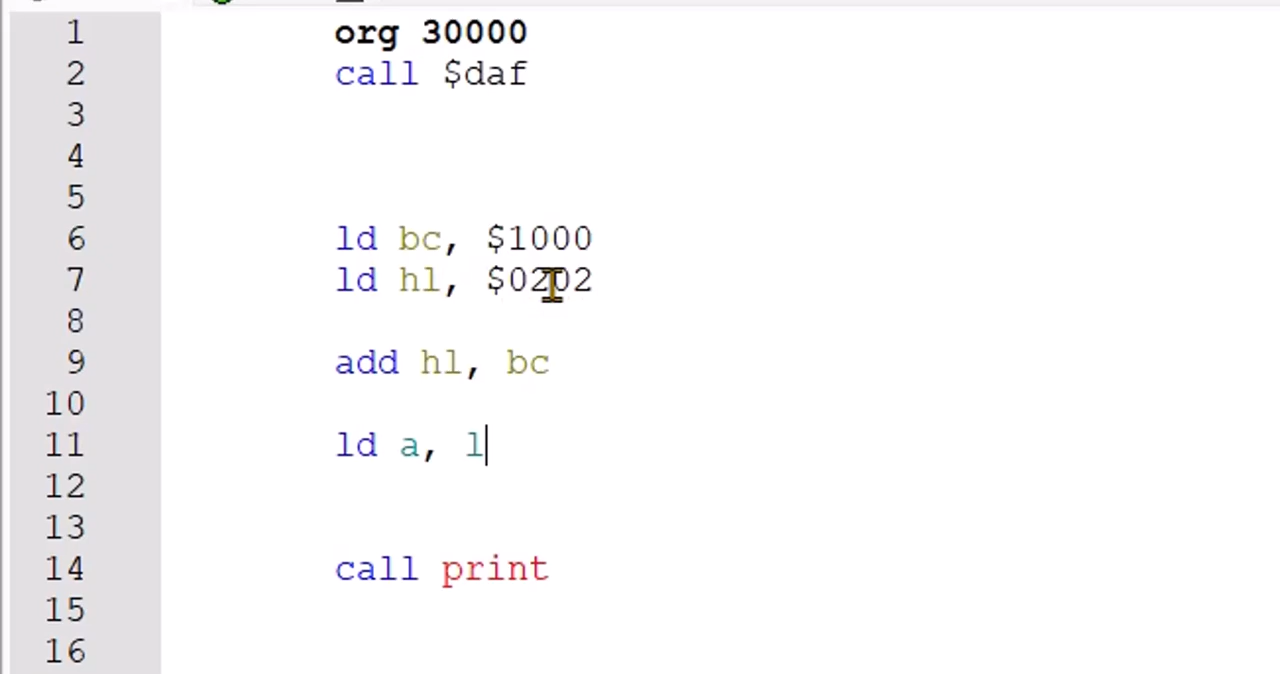 1 org 30000
2 call $daf
3
4
5
6 ld bc, $1000
7 ld hl, $0202
8
9 add hl, bc
10
11 ld a, l
12
13
14 call print
15
16